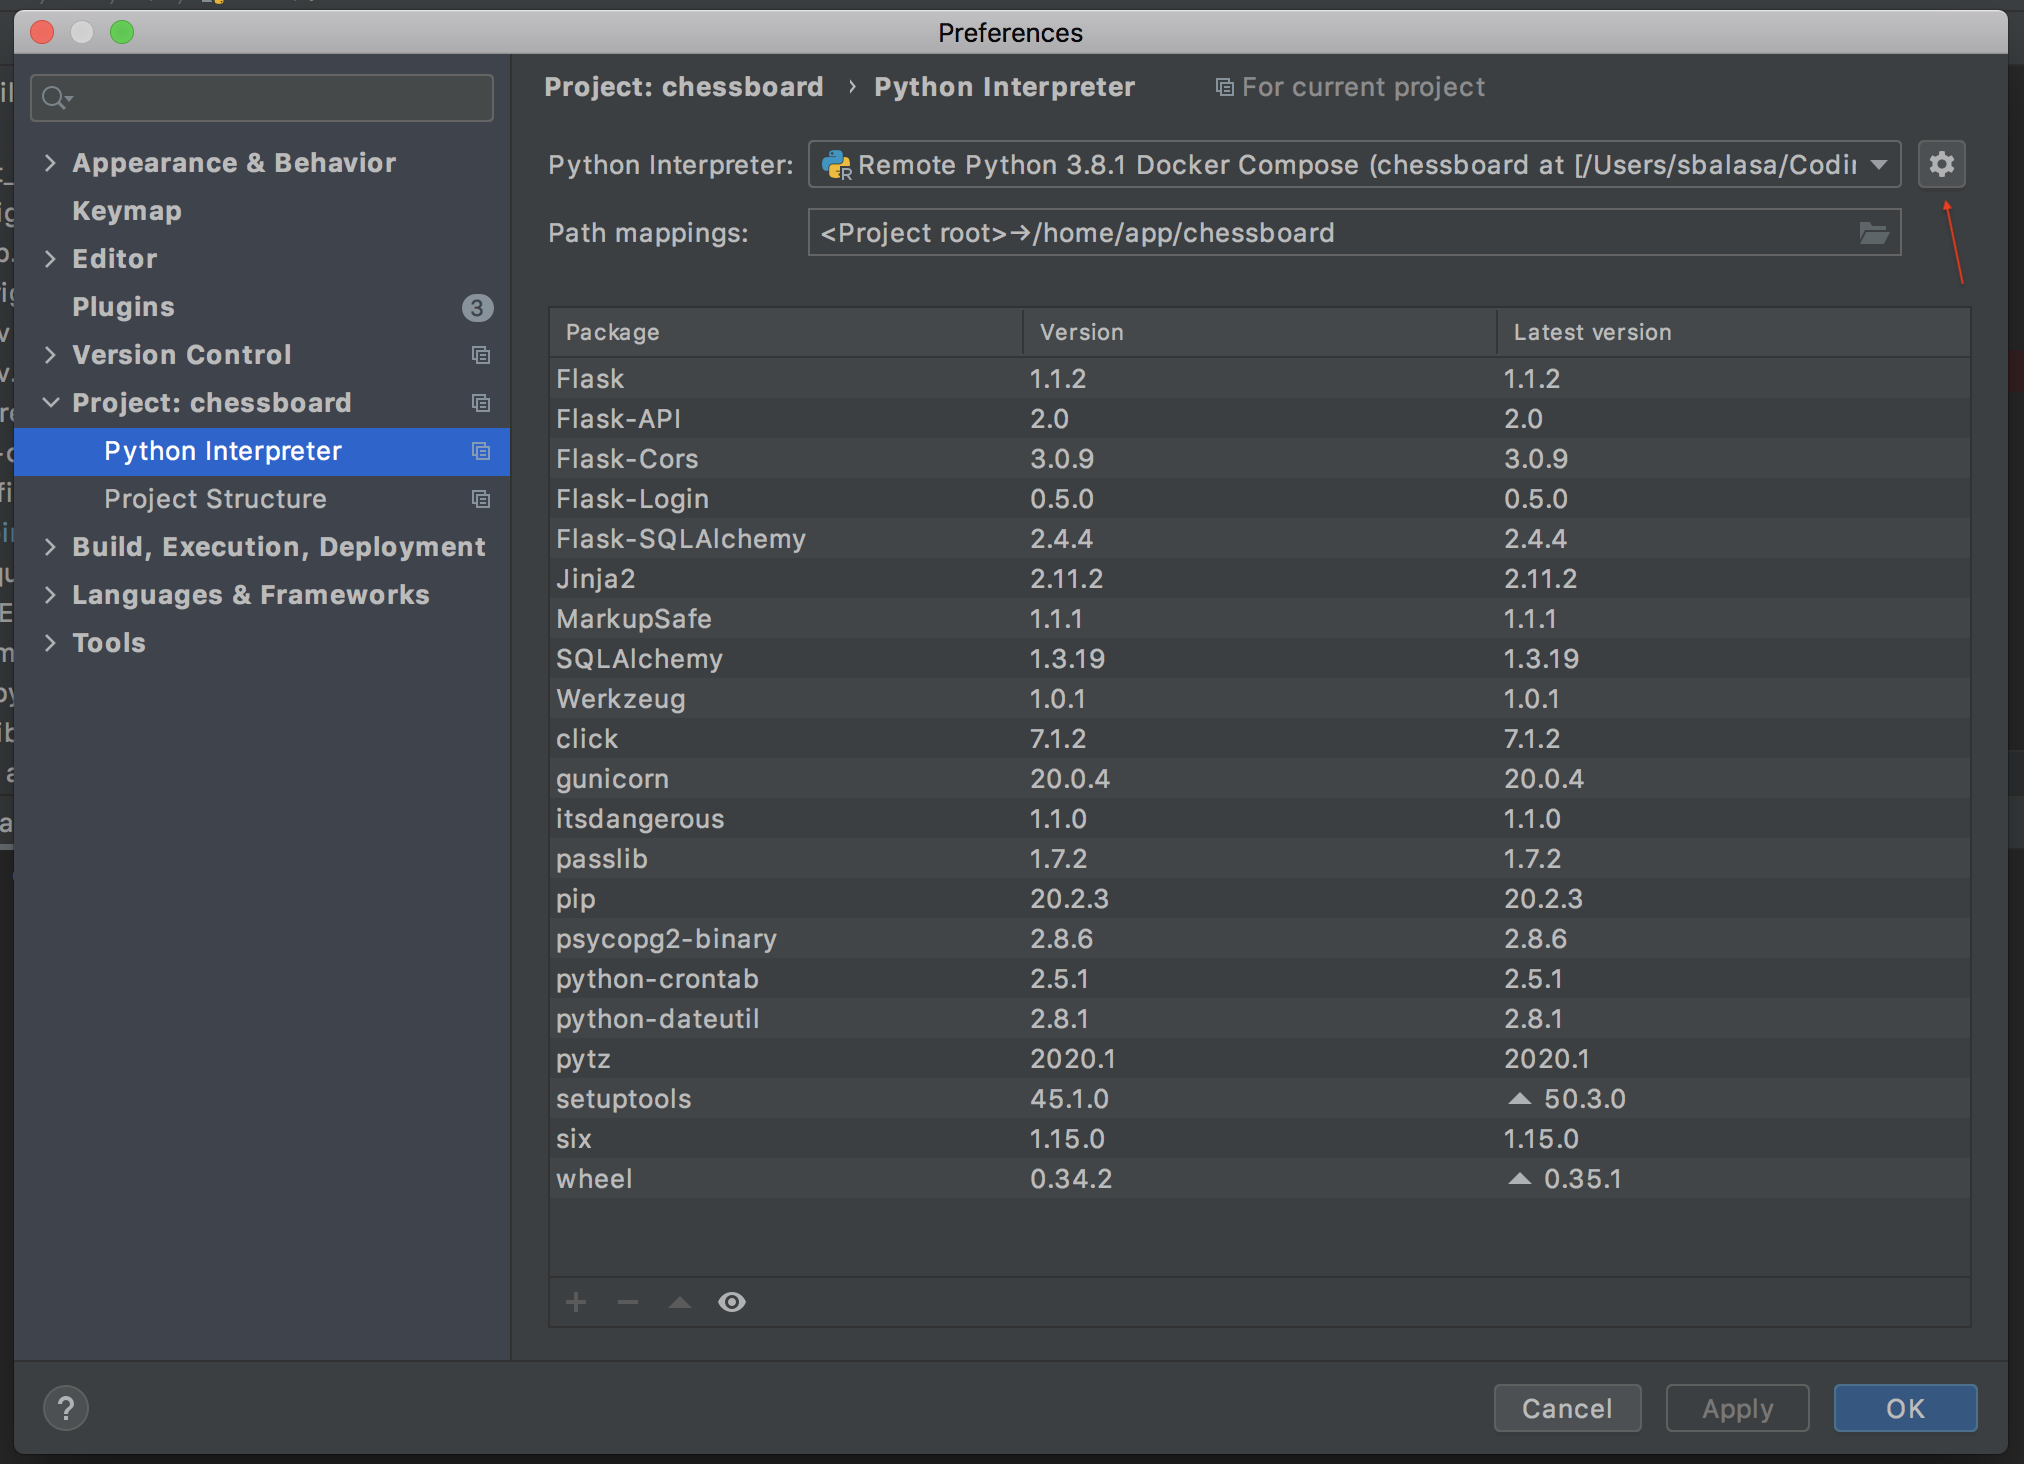 Preferences
Project: chessboard › Python Interpreter For current project
Python Interpreter: Remote Python 3.8.1 Docker Compose (chessboard at [/Users/sbalasa/Codin
Path mappings: <Project root>→/home/app/chessboard
Appearance & Behavior
Keymap
Editor
Plugins 3
Version Control
Project: chessboard
Python Interpreter
Project Structure
Build, Execution, Deployment
Languages & Frameworks
Tools
Package Version Latest version
Flask 1.1.2 1.1.2
Flask-API 2.0 2.0
Flask-Cors 3.0.9 3.0.9
Flask-Login 0.5.0 0.5.0
Flask-SQLAlchemy 2.4.4 2.4.4
Jinja2 2.11.2 2.11.2
MarkupSafe 1.1.1 1.1.1
SQLAlchemy 1.3.19 1.3.19
Werkzeug 1.0.1 1.0.1
click 7.1.2 7.1.2
gunicorn 20.0.4 20.0.4
itsdangerous 1.1.0 1.1.0
passlib 1.7.2 1.7.2
pip 20.2.3 20.2.3
psycopg2-binary 2.8.6 2.8.6
python-crontab 2.5.1 2.5.1
python-dateutil 2.8.1 2.8.1
pytz 2020.1 2020.1
setuptools 45.1.0 ▲ 50.3.0
six 1.15.0 1.15.0
wheel 0.34.2 ▲ 0.35.1
? Cancel Apply OK